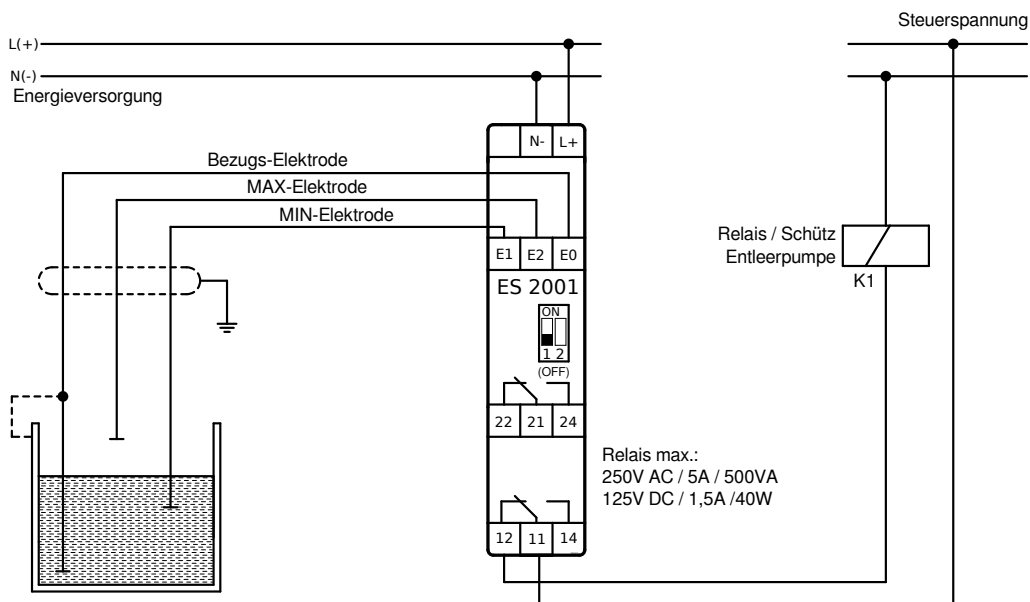 Steuerspannung
L(+)
N(-)
Energieversorgung
N- L+
Bezugs-Elektrode
MAX-Elektrode
MIN-Elektrode
E1 E2 E0
Relais / Schütz
Entleerpumpe
K1
ES 2001
ON
1 2
(OFF)
22 21 24
Relais max.:
250V AC / 5A / 500VA
125V DC / 1,5A /40W
12 11 14